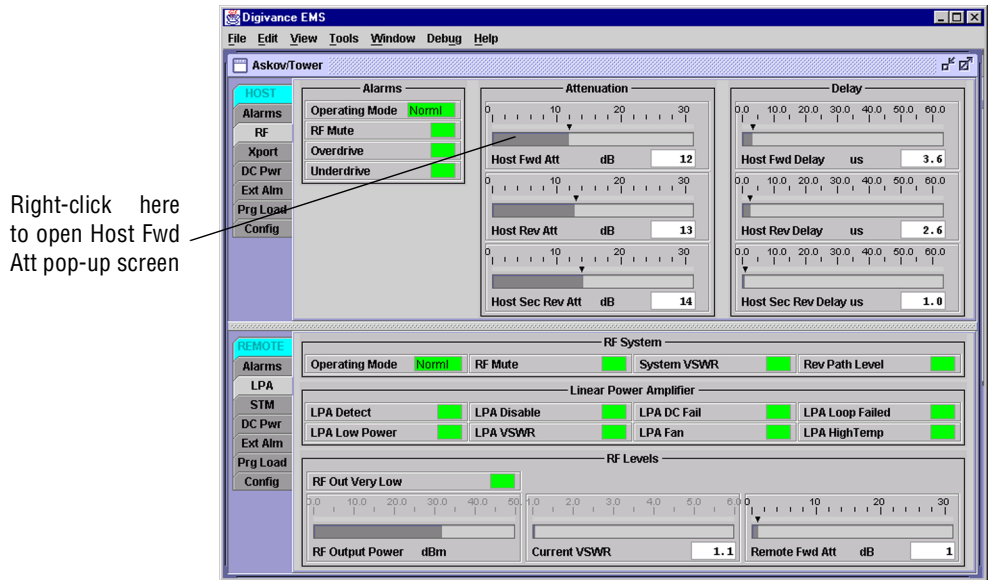 Digivance EMS
File Edit View Tools Window Debug Help
Askov/Tower
HOST
Alarms
RF
Xport
DC Pwr
Ext Alm
Prg Load
Config
Alarms
Operating Mode Norml
RF Mute
Overdrive
Underdrive
Attenuation
0 10 20 30
Host Fwd Att dB 12
0 10 20 30
Host Rev Att dB 13
0 10 20 30
Host Sec Rev Att dB 14
Delay
0.0 10.0 20.0 30.0 40.0 50.0 60.0
Host Fwd Delay us 3.6
0.0 10.0 20.0 30.0 40.0 50.0 60.0
Host Rev Delay us 2.6
0.0 10.0 20.0 30.0 40.0 50.0 60.0
Host Sec Rev Delay us 1.0
Right-click here
to open Host Fwd
Att pop-up screen
REMOTE
Alarms
LPA
STM
DC Pwr
Ext Alm
Prg Load
Config
RF System
Operating Mode Norml RF Mute System VSWR Rev Path Level
Linear Power Amplifier
LPA Detect LPA Disable LPA DC Fail LPA Loop Failed
LPA Low Power LPA VSWR LPA Fan LPA HighTemp
RF Levels
RF Out Very Low
0.0 10.0 20.0 30.0 40.0 50.
RF Output Power dBm
1.0 2.0 3.0 4.0 5.0 6.0
Current VSWR 1.1
0 10 20 30
Remote Fwd Att dB 1